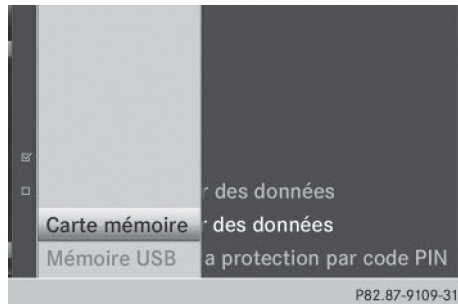 r des données
Carte mémoire r des données
Mémoire USB a protection par code PIN
P82.87-9109-31